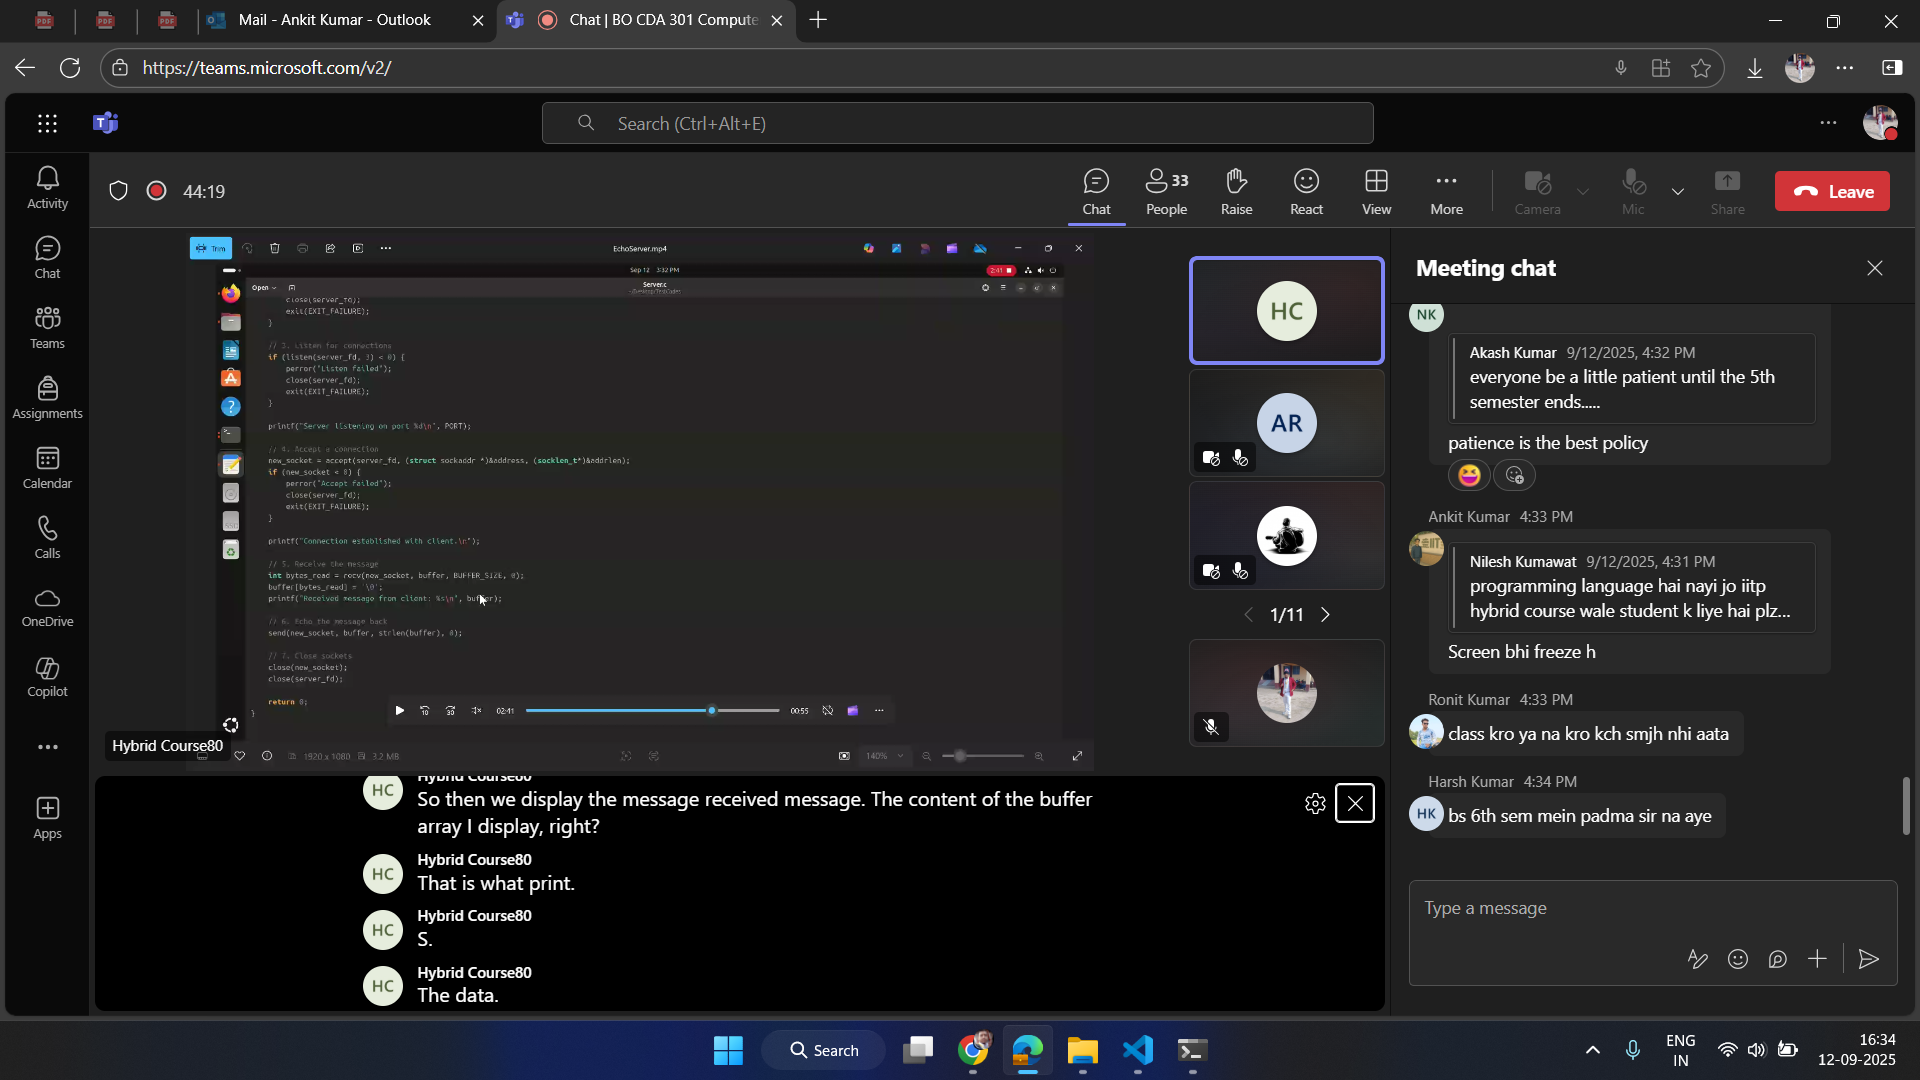 Mail - Ankit Kumar - Outlook
Chat | BO CDA 301 Compute
https://teams.microsoft.com/v2/
Search (Ctrl+Alt+E)
44:19
Chat
33
People
Raise
React
View
More
Camera
Mic
Share
Leave
Activity
Chat
Teams
Assignments
Calendar
Calls
OneDrive
Copilot
Apps
Trim
EchoServer.mp4
Sep 12 3:32 PM
2:41
Open
Server.c
close(server_fd);
exit(EXIT_FAILURE);
}
// 3. Listen for connections
if (listen(server_fd, 3) < 0) {
perror("Listen failed");
close(server_fd);
exit(EXIT_FAILURE);
}
printf("Server listening on port %d\n", PORT);
// 4. Accept a connection
new_socket = accept(server_fd, (struct sockaddr *)&address, (socklen_t*)&addrlen);
if (new_socket < 0) {
perror("Accept failed");
close(server_fd);
exit(EXIT_FAILURE);
}
printf("Connection established with client.\n");
// 5. Receive the message
int bytes_read = recv(new_socket, buffer, BUFFER_SIZE, 0);
buffer[bytes_read] = '\0';
printf("Received message from client: %s\n", buffer);
// 6. Echo the message back
send(new_socket, buffer, strlen(buffer), 0);
// 7. Close sockets
close(new_socket);
close(server_fd);
return 0;
}
02:41
00:55
Hybrid Course80
1920 x 1080
3.2 MB
140%
HC
AR
1/11
HC
Hybrid Course80
So then we display the message received message. The content of the buffer
array I display, right?
HC
Hybrid Course80
That is what print.
HC
Hybrid Course80
S.
HC
Hybrid Course80
The data.
Meeting chat
NK
Akash Kumar 9/12/2025, 4:32 PM
everyone be a little patient until the 5th
semester ends.....
patience is the best policy
Ankit Kumar 4:33 PM
Nilesh Kumawat 9/12/2025, 4:31 PM
programming language hai nayi jo iitp
hybrid course wale student k liye hai plz...
Screen bhi freeze h
Ronit Kumar 4:33 PM
class kro ya na kro kch smjh nhi aata
Harsh Kumar 4:34 PM
HK
bs 6th sem mein padma sir na aye
Type a message
Search
ENG
IN
16:34
12-09-2025